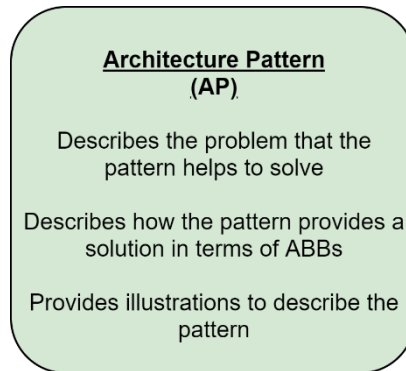 Architecture Pattern
(AP)
Describes the problem that the
pattern helps to solve
Describes how the pattern provides a
solution in terms of ABBs
Provides illustrations to describe the
pattern